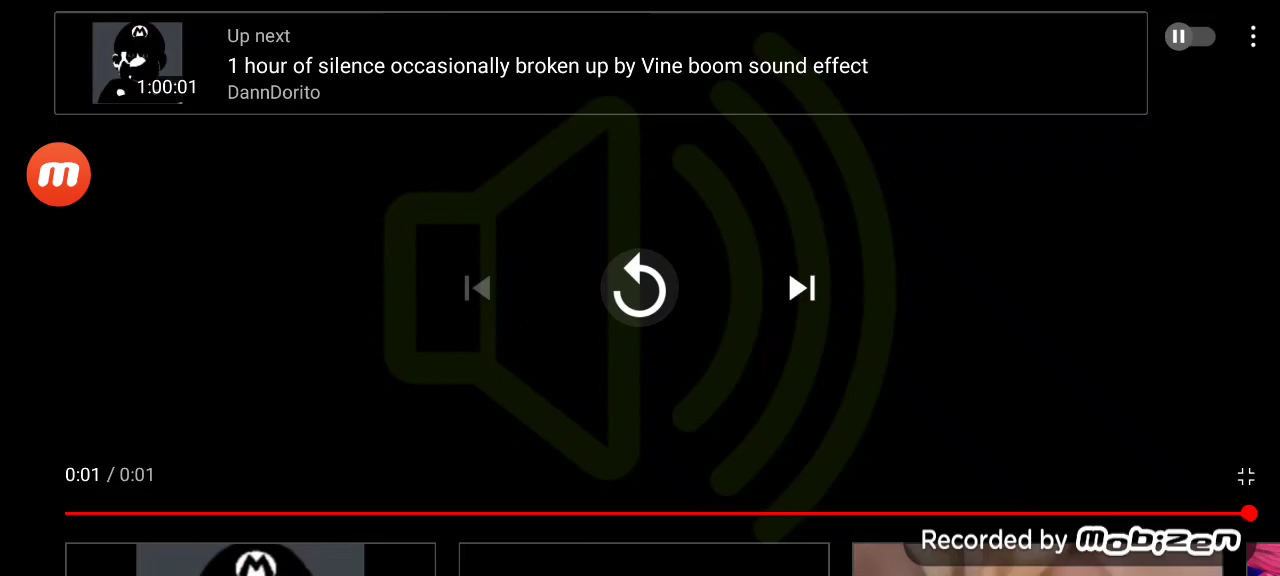 Up next
1 hour of silence occasionally broken up by Vine boom sound effect
DannDorito
1:00:01
m
0:01 / 0:01
Recorded by mobizen